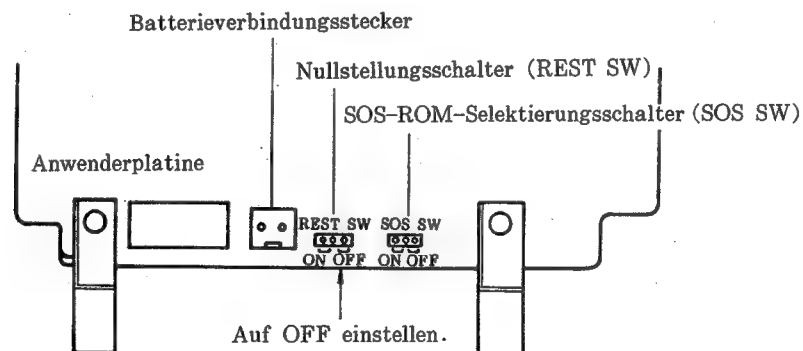 Batterieverbindungsstecker
Nullstellungsschalter (REST SW)
SOS-ROM-Selektierungsschalter (SOS SW)
Anwenderplatine
REST SW SOS SW
ON OFF ON OFF
Auf OFF einstellen.